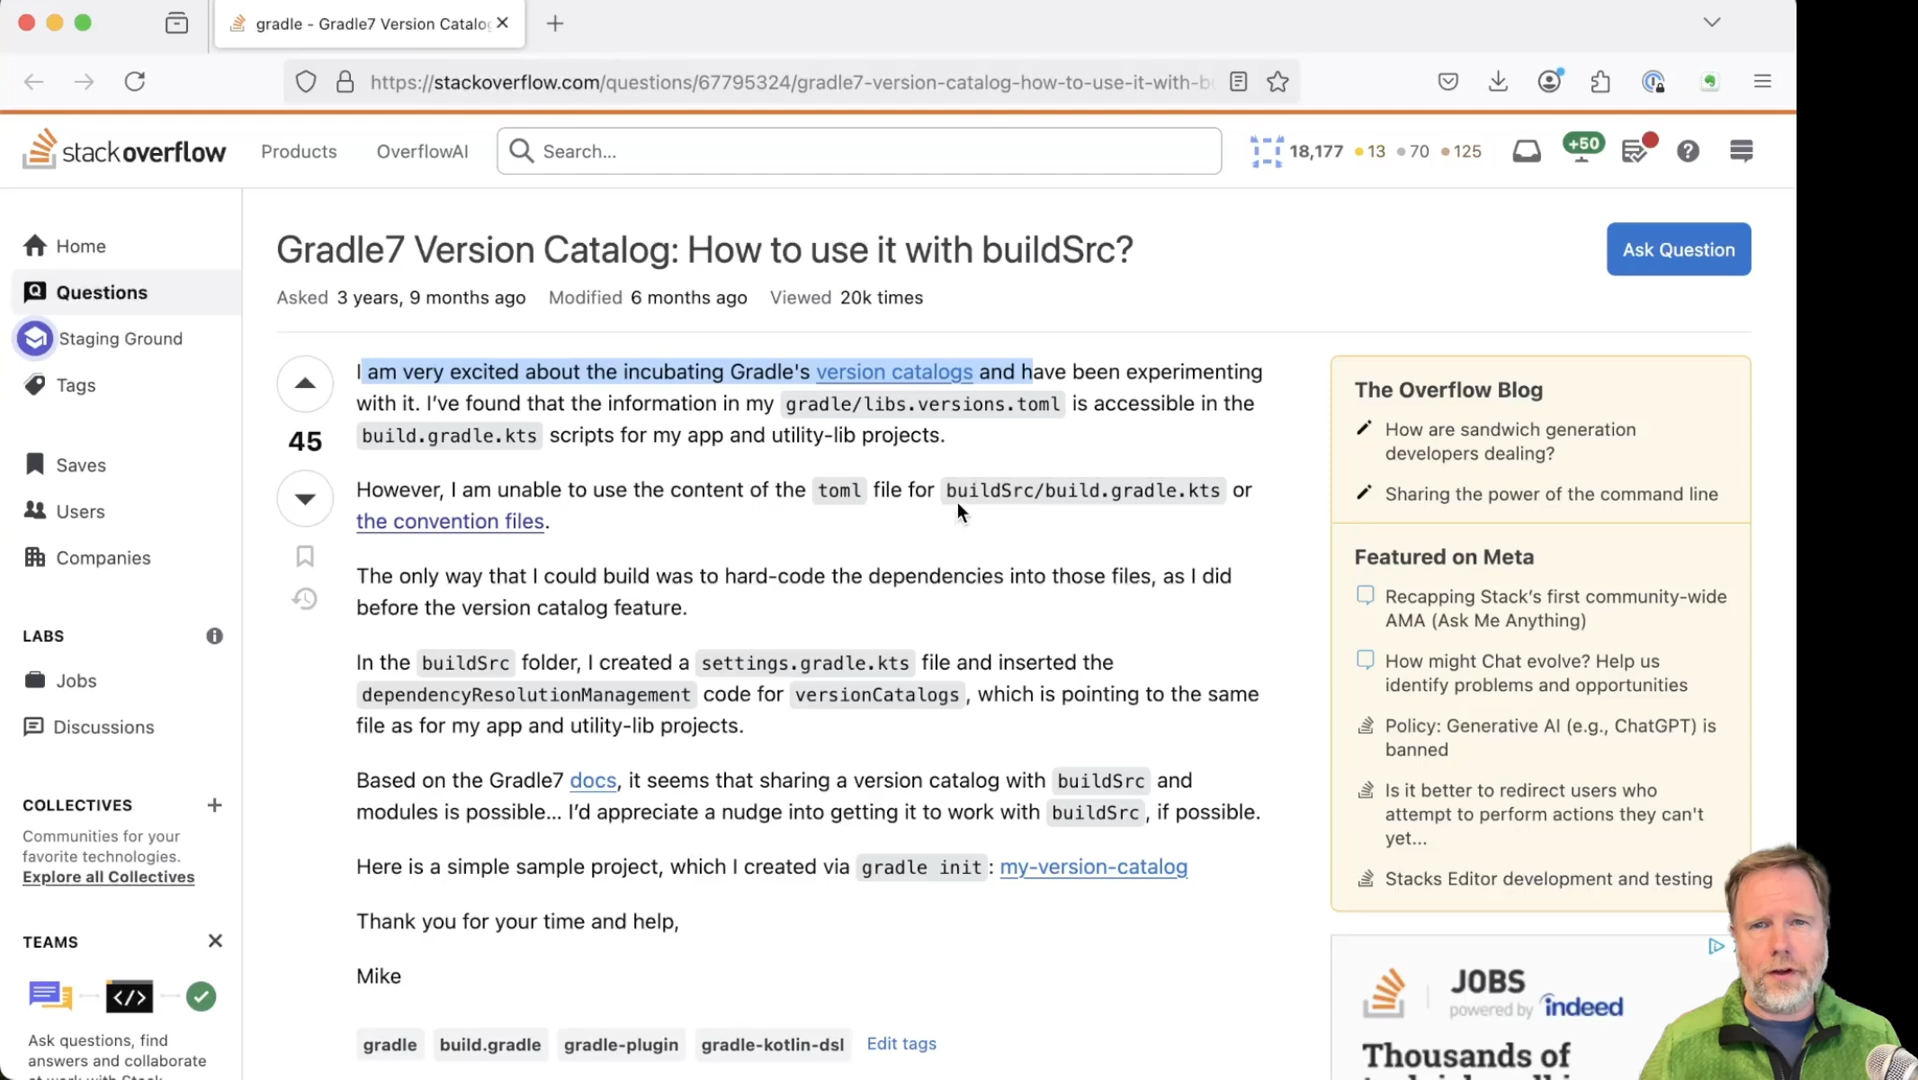 gradle - Gradle7 Version Catalo
https://stackoverflow.com/questions/67795324/gradle7-version-catalog-how-to-use-it-with-b
stackoverflow
Products
OverflowAI
Search...
18,177
13
70
125
+50
Home
Questions
Staging Ground
Tags
Saves
Users
Companies
LABS
Jobs
Discussions
COLLECTIVES
Communities for your
favorite technologies.
Explore all Collectives
TEAMS
Ask questions, find
answers and collaborate
Gradle7 Version Catalog: How to use it with buildSrc?
Ask Question
Asked 3 years, 9 months ago Modified 6 months ago Viewed 20k times
45
I am very excited about the incubating Gradle's version catalogs and have been experimenting
with it. I've found that the information in my gradle/libs.versions.toml is accessible in the
build.gradle.kts scripts for my app and utility-lib projects.
However, I am unable to use the content of the toml file for buildSrc/build.gradle.kts or
the convention files.
The only way that I could build was to hard-code the dependencies into those files, as I did
before the version catalog feature.
In the buildSrc folder, I created a settings.gradle.kts file and inserted the
dependencyResolutionManagement code for versionCatalogs, which is pointing to the same
file as for my app and utility-lib projects.
Based on the Gradle7 docs, it seems that sharing a version catalog with buildSrc and
modules is possible... I'd appreciate a nudge into getting it to work with buildSrc, if possible.
Here is a simple sample project, which I created via gradle init: my-version-catalog
Thank you for your time and help,
Mike
gradle
build.gradle
gradle-plugin
gradle-kotlin-dsl
Edit tags
The Overflow Blog
How are sandwich generation
developers dealing?
Sharing the power of the command line
Featured on Meta
Recapping Stack's first community-wide
AMA (Ask Me Anything)
How might Chat evolve? Help us
identify problems and opportunities
Policy: Generative AI (e.g., ChatGPT) is
banned
Is it better to redirect users who
attempt to perform actions they can't
yet...
Stacks Editor development and testing
JOBS
powered by indeed
Thousands of